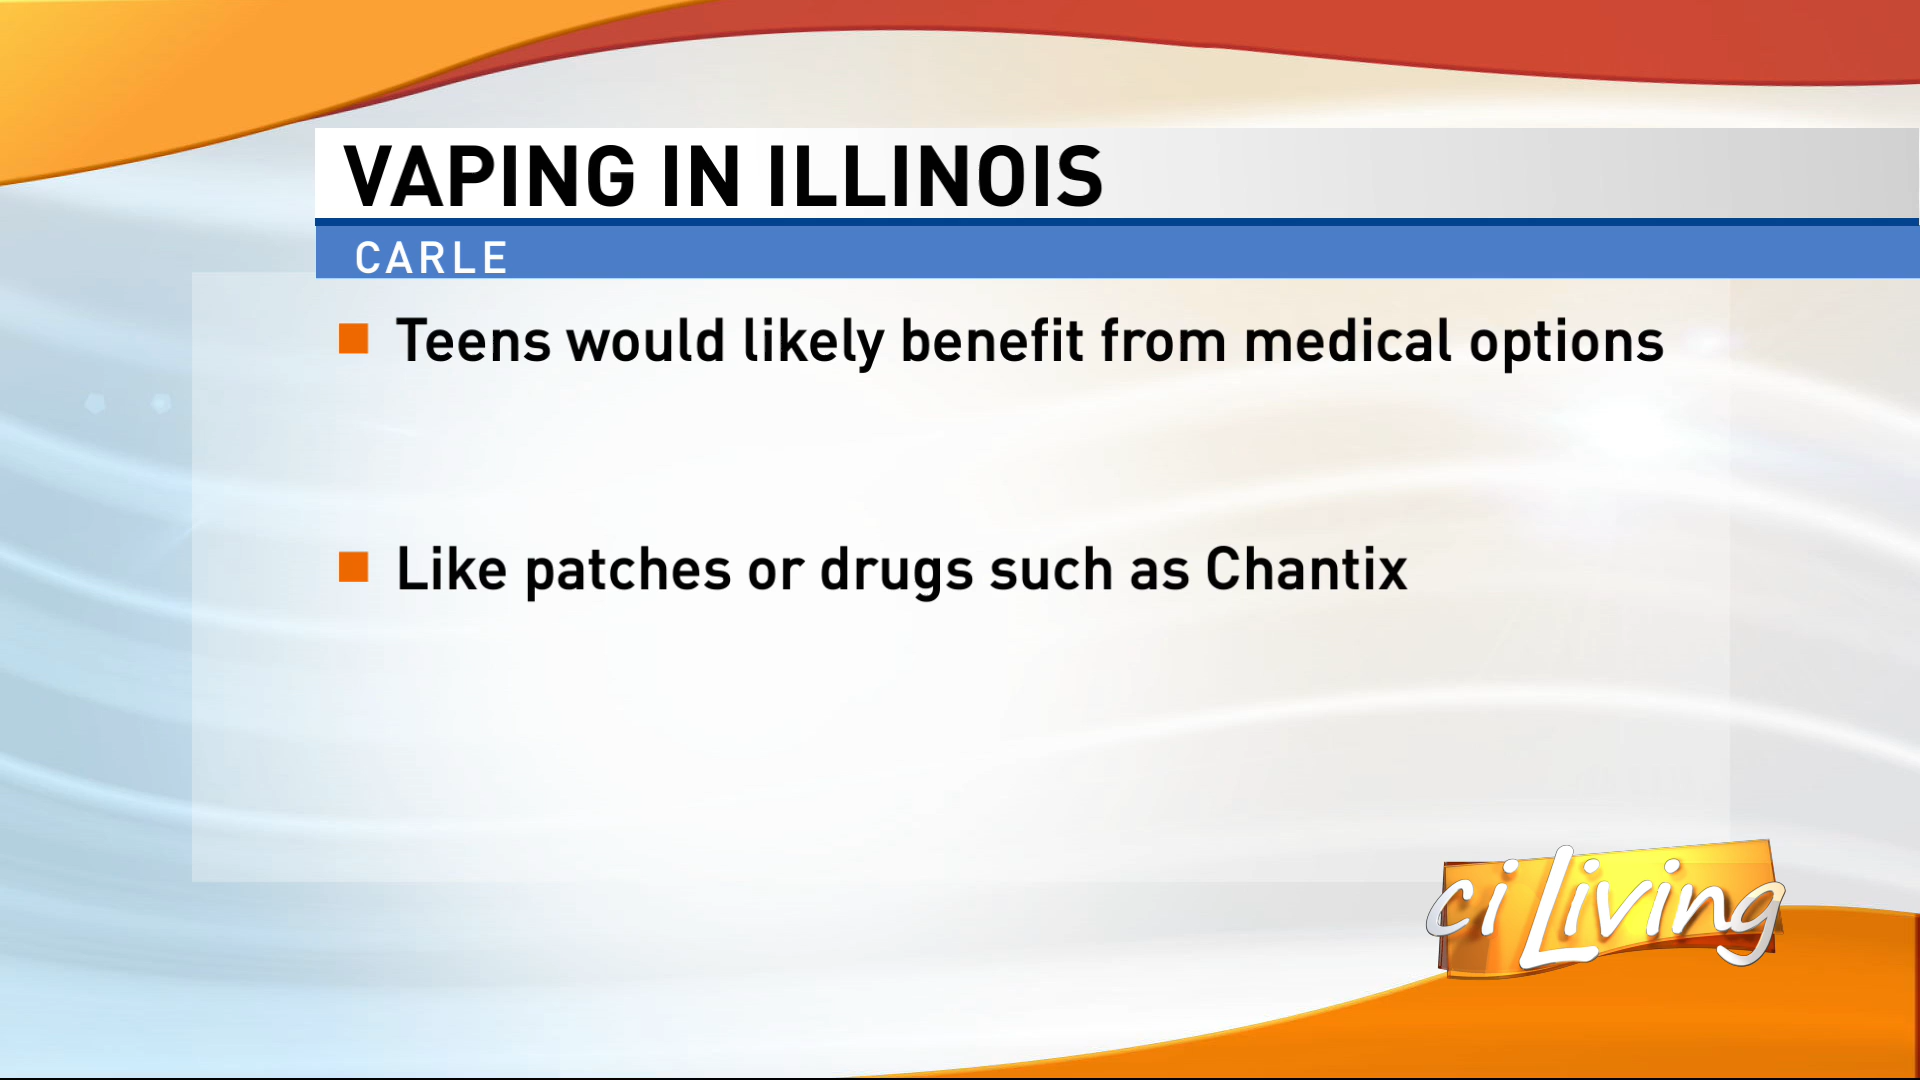 VAPING IN ILLINOIS
CARLE
Teens would likely benefit from medical options
Like patches or drugs such as Chantix
ci Living